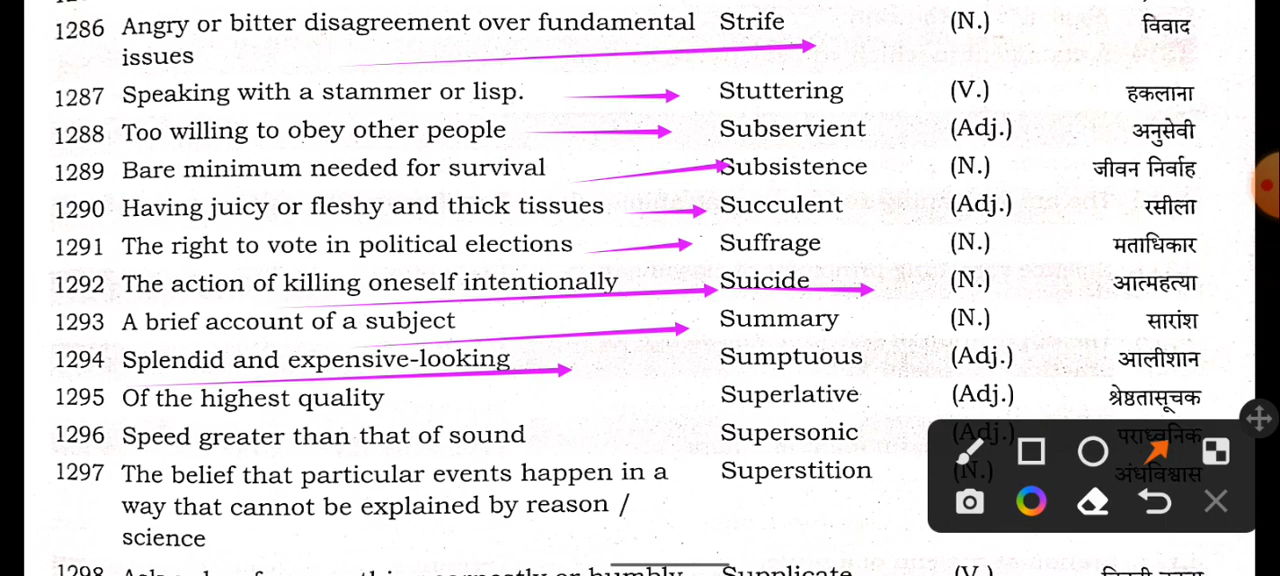 1286 Angry or bitter disagreement over fundamental Strife (N.) विवाद
issues
1287 Speaking with a stammer or lisp. Stuttering (V.) हकलाना
1288 Too willing to obey other people Subservient (Adj.) अनुसेवी
1289 Bare minimum needed for survival Subsistence (N.) जीवन निर्वाह
1290 Having juicy or fleshy and thick tissues Succulent (Adj.) रसीला
1291 The right to vote in political elections Suffrage (N.) मताधिकार
1292 The action of killing oneself intentionally Suicide (N.) आत्महत्या
1293 A brief account of a subject Summary (N.) सारांश
1294 Splendid and expensive-looking Sumptuous (Adj.) आलीशान
1295 Of the highest quality Superlative (Adj.) श्रेष्ठतासूचक
1296 Speed greater than that of sound Supersonic (Adj.) पराध्वनिक
1297 The belief that particular events happen in a Superstition (N.) अंधविश्वास
way that cannot be explained by reason /
science
1298 Supplicate (V.)